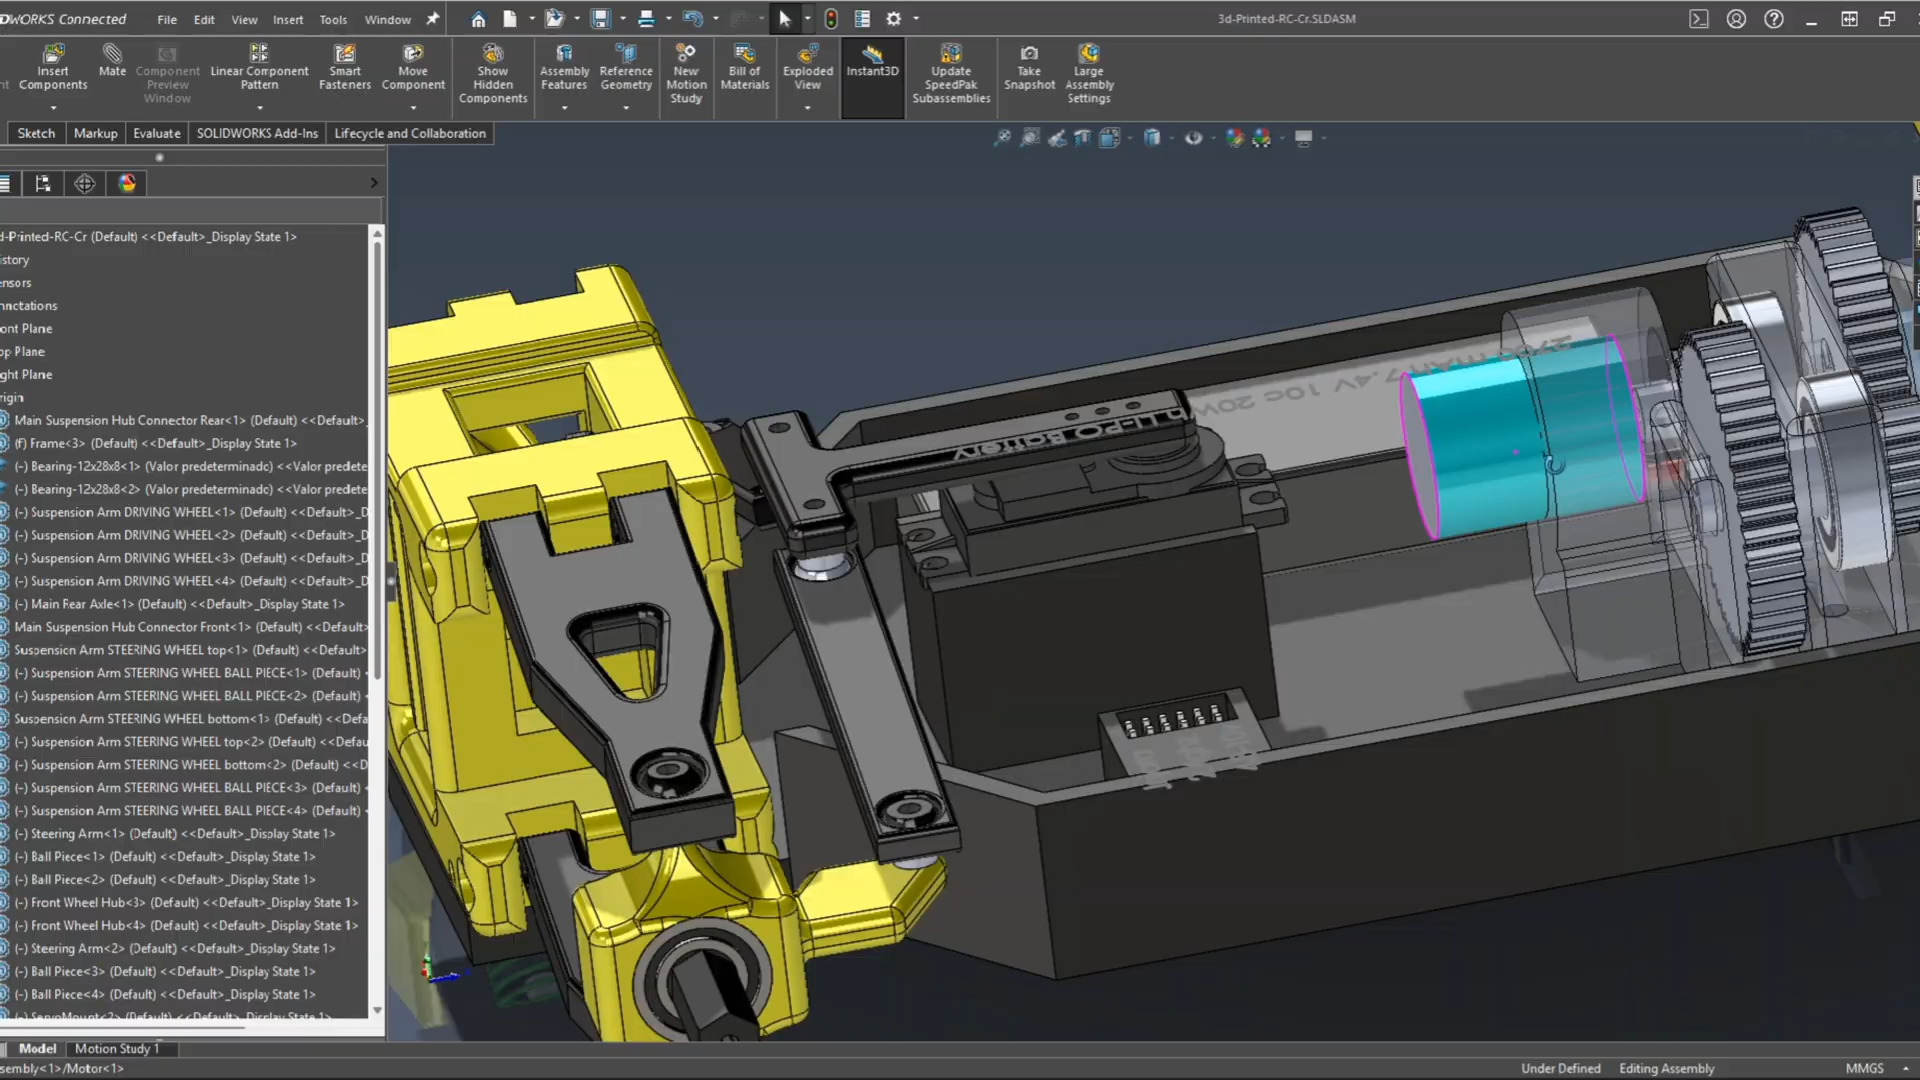 DWORKS Connected
File Edit View Insert Tools Window
3d-Printed-RC-Cr.SLDASM
Insert Components
Mate
Component Preview Window
Linear Component Pattern
Smart Fasteners
Move Component
Show Hidden Components
Assembly Features
Reference Geometry
New Motion Study
Bill of Materials
Exploded View
Instant3D
Update SpeedPak Subassemblies
Take Snapshot
Large Assembly Settings
Sketch Markup Evaluate SOLIDWORKS Add-Ins Lifecycle and Collaboration
d-Printed-RC-Cr (Default) <<Default>_Display State 1>
istory
ensors
nnotations
ont Plane
op Plane
ght Plane
rigin
Main Suspension Hub Connector Rear<1> (Default) <<Default>_
(f) Frame<3> (Default) <<Default>_Display State 1>
(-) Bearing-12x28x8<1> (Valor predeterminado) <<Valor predete
(-) Bearing-12x28x8<2> (Valor predeterminado) <<Valor predete
(-) Suspension Arm DRIVING WHEEL<1> (Default) <<Default>_D
(-) Suspension Arm DRIVING WHEEL<2> (Default) <<Default>_D
(-) Suspension Arm DRIVING WHEEL<3> (Default) <<Default>_D
(-) Suspension Arm DRIVING WHEEL<4> (Default) <<Default>_D
(-) Main Rear Axle<1> (Default) <<Default>_Display State 1>
Main Suspension Hub Connector Front<1> (Default) <<Default>
Suspension Arm STEERING WHEEL top<1> (Default) <<Default>
(-) Suspension Arm STEERING WHEEL BALL PIECE<1> (Default)
(-) Suspension Arm STEERING WHEEL BALL PIECE<2> (Default) <
Suspension Arm STEERING WHEEL bottom<1> (Default) <<Defa
(-) Suspension Arm STEERING WHEEL top<2> (Default) <<Defau
(-) Suspension Arm STEERING WHEEL bottom<2> (Default) <<D
(-) Suspension Arm STEERING WHEEL BALL PIECE<3> (Default) <
(-) Suspension Arm STEERING WHEEL BALL PIECE<4> (Default) <
(-) Steering Arm<1> (Default) <<Default>_Display State 1>
(-) Ball Piece<1> (Default) <<Default>_Display State 1>
(-) Ball Piece<2> (Default) <<Default>_Display State 1>
(-) Front Wheel Hub<3> (Default) <<Default>_Display State 1>
(-) Front Wheel Hub<4> (Default) <<Default>_Display State 1>
(-) Steering Arm<2> (Default) <<Default>_Display State 1>
(-) Ball Piece<3> (Default) <<Default>_Display State 1>
(-) Ball Piece<4> (Default) <<Default>_Display State 1>
(-) ServoMount<2> (Default) <<Default>_Display State 1>
Li-PO Battery
7.4V 10c 20W
Model Motion Study 1
sembly<1>/Motor<1>
Under Defined Editing Assembly MMGS